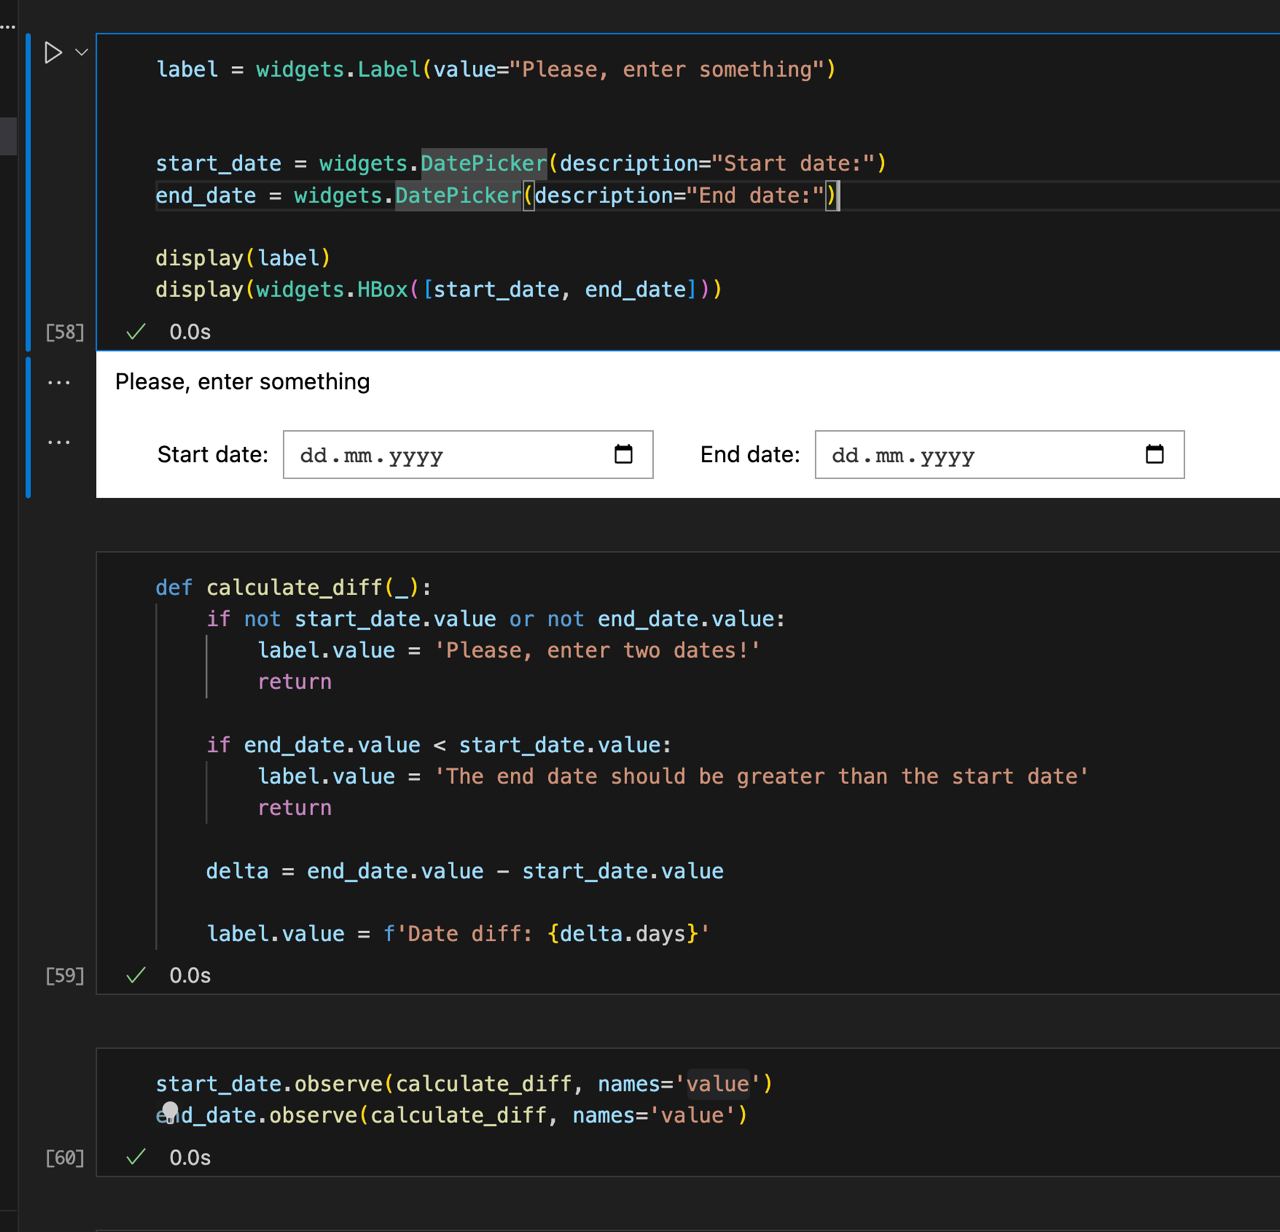 label = widgets.Label(value="Please, enter something")
start_date = widgets.DatePicker(description="Start date:")
end_date = widgets.DatePicker(description="End date:")
display(label)
display(widgets.HBox([start_date, end_date]))
[58] 0.0s
Please, enter something
Start date: dd.mm.yyyy End date: dd.mm.yyyy
def calculate_diff(_):
if not start_date.value or not end_date.value:
label.value = 'Please, enter two dates!'
return
if end_date.value < start_date.value:
label.value = 'The end date should be greater than the start date'
return
delta = end_date.value - start_date.value
label.value = f'Date diff: {delta.days}'
[59] 0.0s
start_date.observe(calculate_diff, names='value')
end_date.observe(calculate_diff, names='value')
[60] 0.0s